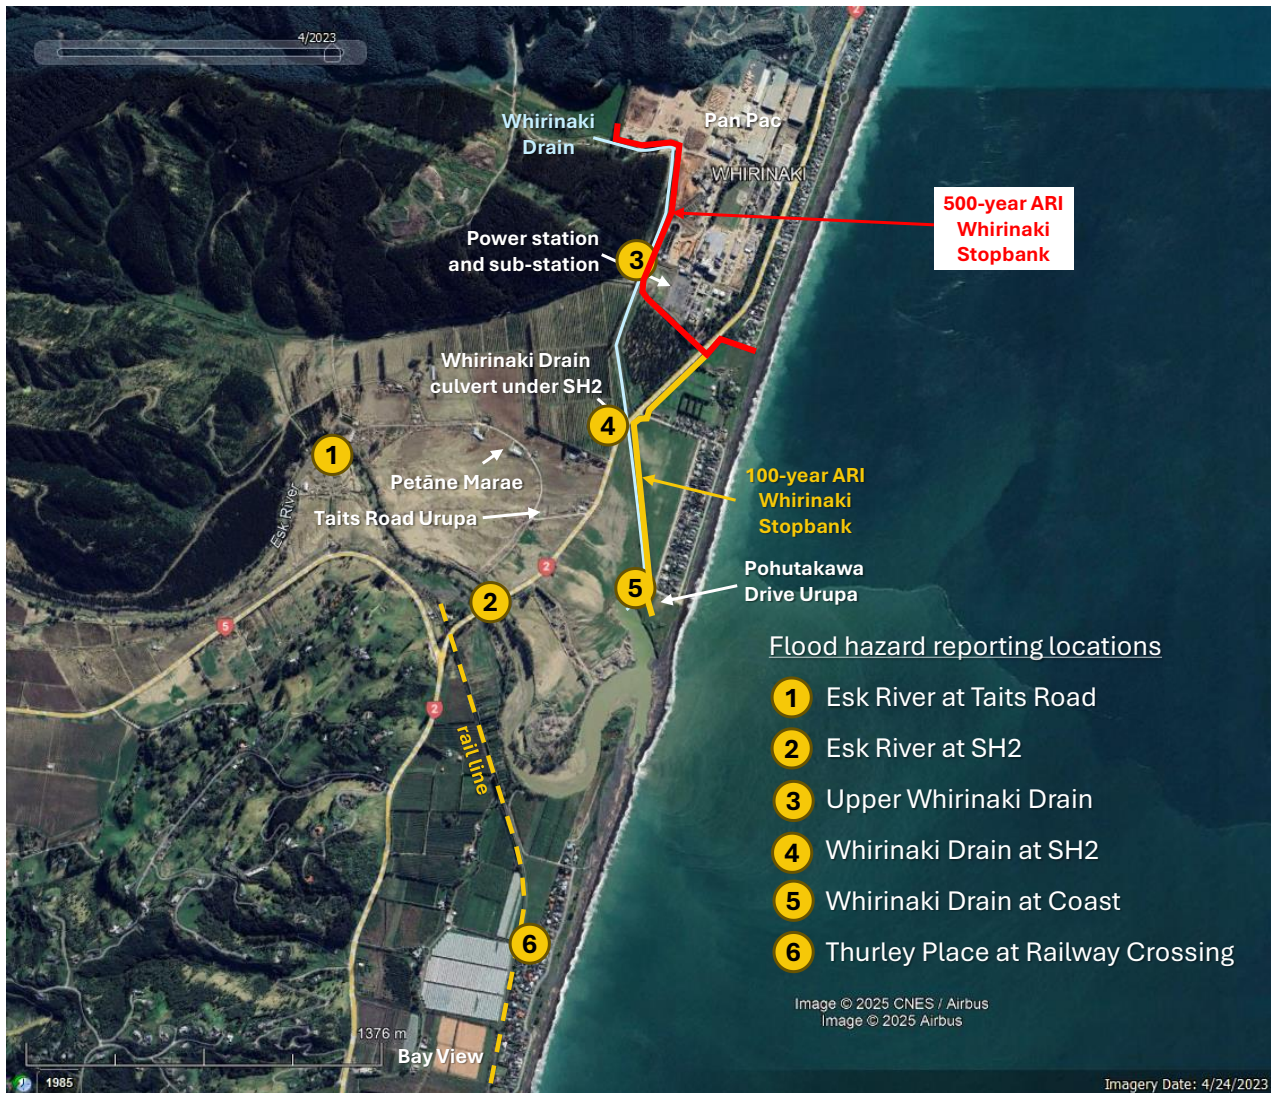 4/2023
2
Whirinaki
Drain
Pan Pac
WHIRINAKI
500-year ARI
Whirinaki
Stopbank
Power station
and sub-station
3
Whirinaki Drain
culvert under SH2
4
1
Petāne Marae
Taits Road Urupa
Esk River
100-year ARI
Whirinaki
Stopbank
2
5
Pohutakawa
Drive Urupa
2
5
2
rail line
Flood hazard reporting locations
1 Esk River at Taits Road
2 Esk River at SH2
3 Upper Whirinaki Drain
4 Whirinaki Drain at SH2
5 Whirinaki Drain at Coast
6 Thurley Place at Railway Crossing
6
Image © 2025 CNES / Airbus
Image © 2025 Airbus
1376 m
Bay View
1985
Imagery Date: 4/24/2023